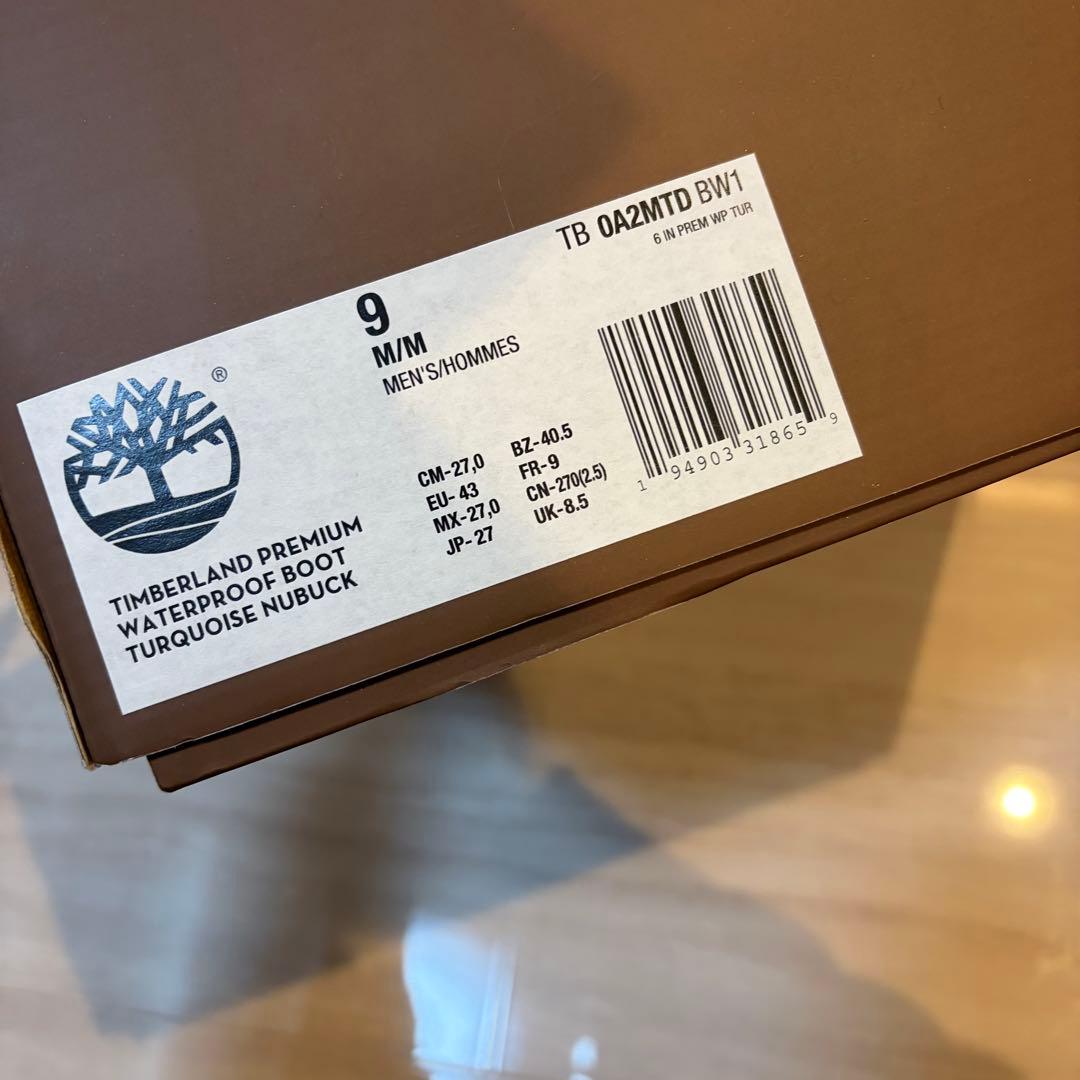 TB 0A2MTD BW1
6 IN PREM WP TUR
9
M/M
MEN'S/HOMMES
®
CM-27,0 BZ-40.5
EU- 43 FR-9
MX-27,0 CN-270(2.5)
JP- 27 UK-8.5
1 94903 31865 9
TIMBERLAND PREMIUM
WATERPROOF BOOT
TURQUOISE NUBUCK